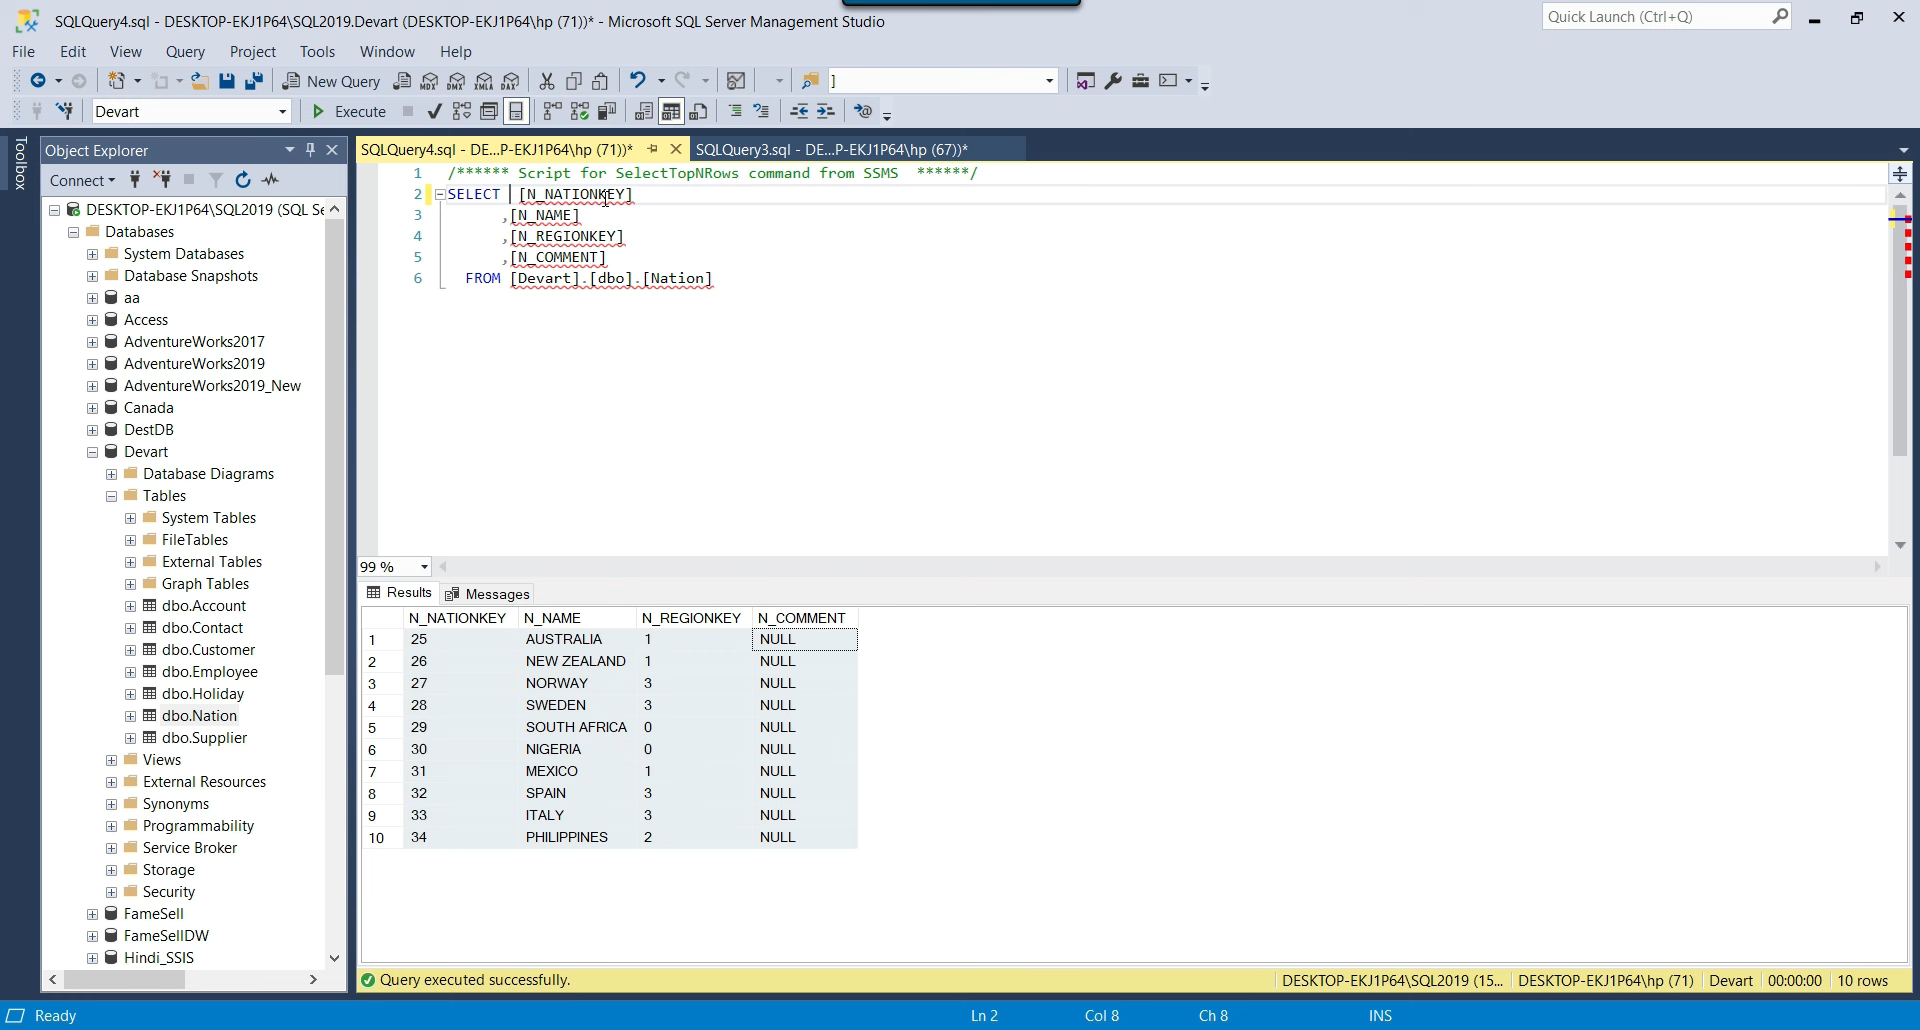 SQLQuery4.sql - DESKTOP-EKJ1P64\SQL2019.Devart (DESKTOP-EKJ1P64\hp (71))* - Microsoft SQL Server Management Studio
Quick Launch (Ctrl+Q)
File Edit View Query Project Tools Window Help
New Query MDX DMX XMLA DAX ]
Devart Execute
Toolbox
Object Explorer
Connect
DESKTOP-EKJ1P64\SQL2019 (SQL Se
Databases
System Databases
Database Snapshots
aa
Access
AdventureWorks2017
AdventureWorks2019
AdventureWorks2019_New
Canada
DestDB
Devart
Database Diagrams
Tables
System Tables
FileTables
External Tables
Graph Tables
dbo.Account
dbo.Contact
dbo.Customer
dbo.Employee
dbo.Holiday
dbo.Nation
dbo.Supplier
Views
External Resources
Synonyms
Programmability
Service Broker
Storage
Security
FameSell
FameSellDW
Hindi_SSIS
SQLQuery4.sql - DE...P-EKJ1P64\hp (71))* SQLQuery3.sql - DE...P-EKJ1P64\hp (67))*
1 /****** Script for SelectTopNRows command from SSMS ******/
2 SELECT [N_NATIONKEY]
3 ,[N_NAME]
4 ,[N_REGIONKEY]
5 ,[N_COMMENT]
6 FROM [Devart].[dbo].[Nation]
99 %
Results Messages
N_NATIONKEY N_NAME N_REGIONKEY N_COMMENT
1 25 AUSTRALIA 1 NULL
2 26 NEW ZEALAND 1 NULL
3 27 NORWAY 3 NULL
4 28 SWEDEN 3 NULL
5 29 SOUTH AFRICA 0 NULL
6 30 NIGERIA 0 NULL
7 31 MEXICO 1 NULL
8 32 SPAIN 3 NULL
9 33 ITALY 3 NULL
10 34 PHILIPPINES 2 NULL
Query executed successfully. DESKTOP-EKJ1P64\SQL2019 (15... DESKTOP-EKJ1P64\hp (71) Devart 00:00:00 10 rows
Ready Ln 2 Col 8 Ch 8 INS